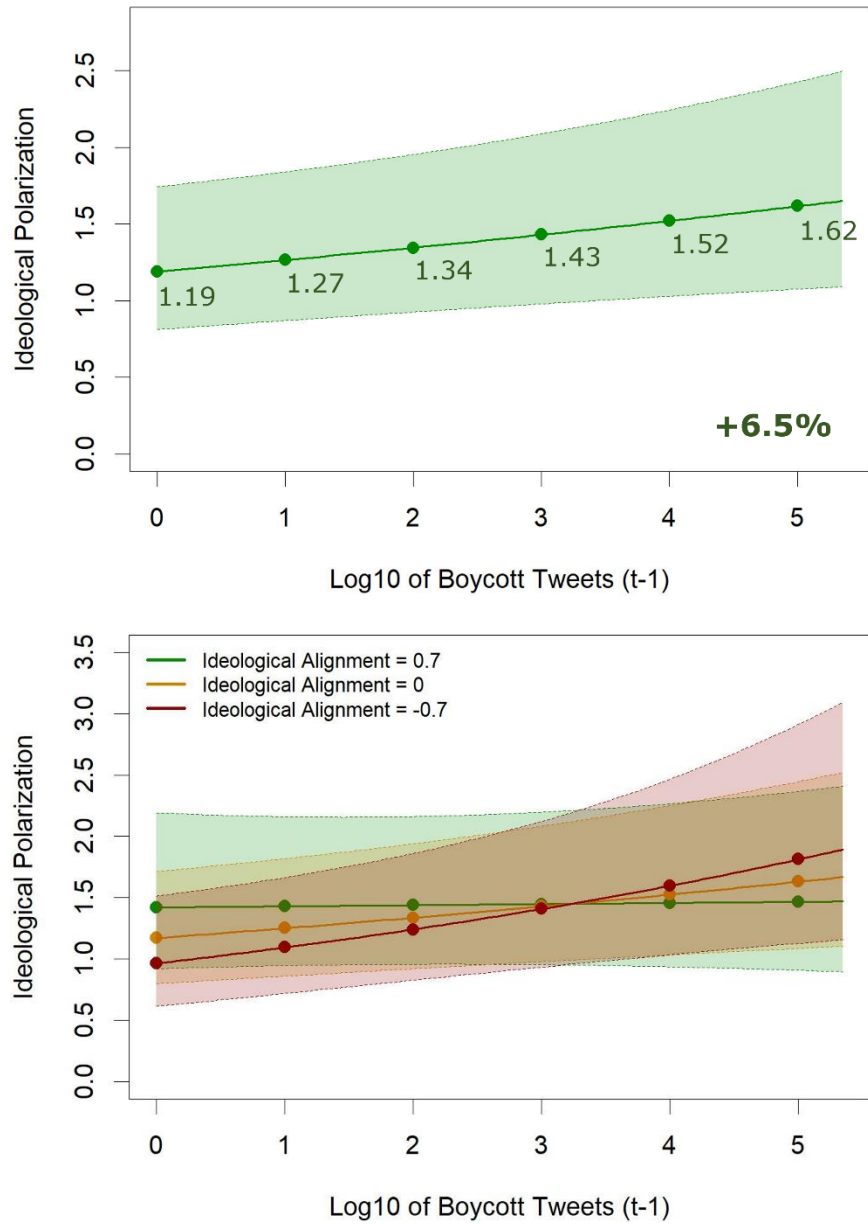 Ideological Polarization
2.5
2.0
1.5
1.0
0.5
0.0
1.19
1.27
1.34
1.43
1.52
1.62
+6.5%
0 1 2 3 4 5
Log10 of Boycott Tweets (t-1)
Ideological Polarization
3.5
3.0
2.5
2.0
1.5
1.0
0.5
0.0
Ideological Alignment = 0.7
Ideological Alignment = 0
Ideological Alignment = -0.7
0 1 2 3 4 5
Log10 of Boycott Tweets (t-1)